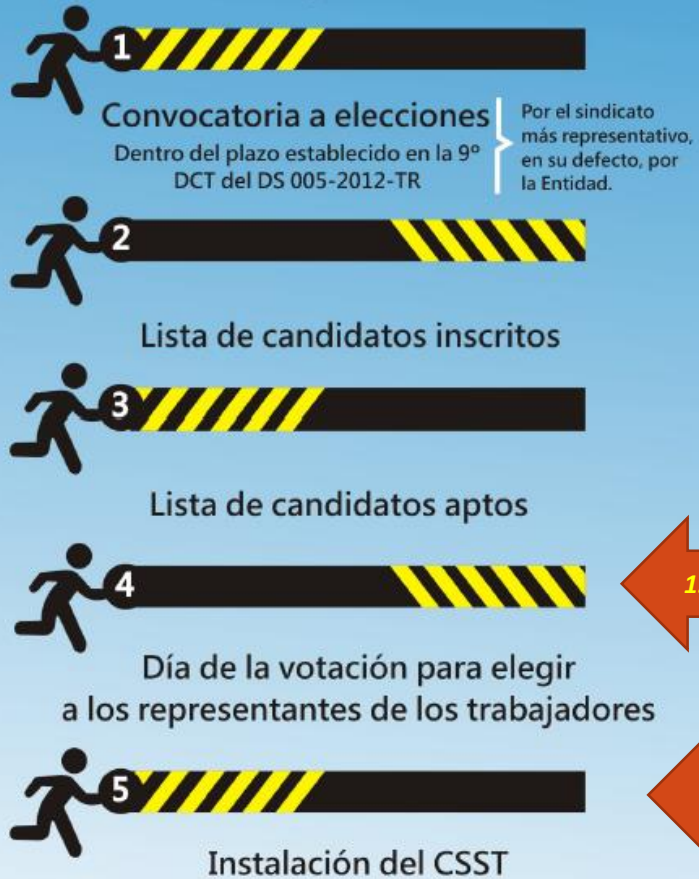 1
Convocatoria a elecciones
Dentro del plazo establecido en la 9º
DCT del DS 005-2012-TR
Por el sindicato
más representativo,
en su defecto, por
la Entidad.
2
Lista de candidatos inscritos
3
Lista de candidatos aptos
4
Día de la votación para elegir
a los representantes de los trabajadores
5
Instalación del CSST